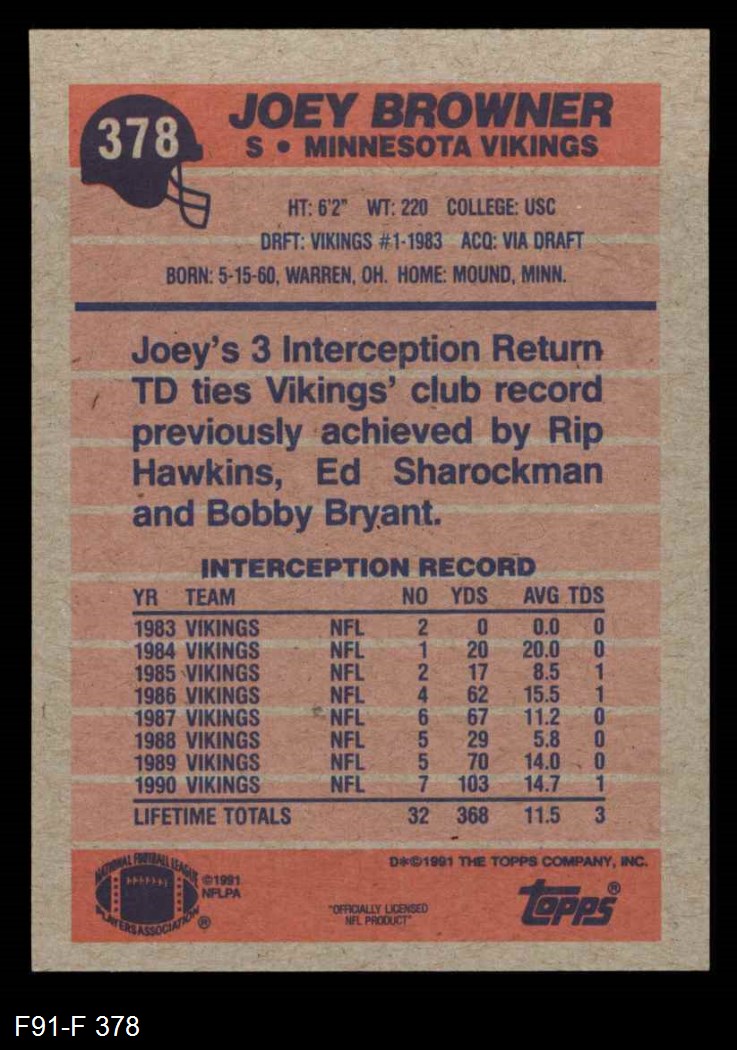 378
JOEY BROWNER
S • MINNESOTA VIKINGS
HT: 6'2" WT: 220 COLLEGE: USC
DRFT: VIKINGS #1-1983 ACQ: VIA DRAFT
BORN: 5-15-60, WARREN, OH. HOME: MOUND, MINN.
Joey's 3 Interception Return
TD ties Vikings' club record
previously achieved by Rip
Hawkins, Ed Sharockman
and Bobby Bryant.
INTERCEPTION RECORD
YR TEAM NO YDS AVG TDS
1983 VIKINGS NFL 2 0 0.0 0
1984 VIKINGS NFL 1 20 20.0 0
1985 VIKINGS NFL 2 17 8.5 1
1986 VIKINGS NFL 4 62 15.5 1
1987 VIKINGS NFL 6 67 11.2 0
1988 VIKINGS NFL 5 29 5.8 0
1989 VIKINGS NFL 5 70 14.0 0
1990 VIKINGS NFL 7 103 14.7 1
LIFETIME TOTALS 32 368 11.5 3
NATIONAL FOOTBALL LEAGUE
PLAYERS ASSOCIATION ®
©1991
NFLPA
D*©1991 THE TOPPS COMPANY, INC.
"OFFICIALLY LICENSED
NFL PRODUCT"
topps®
F91-F 378